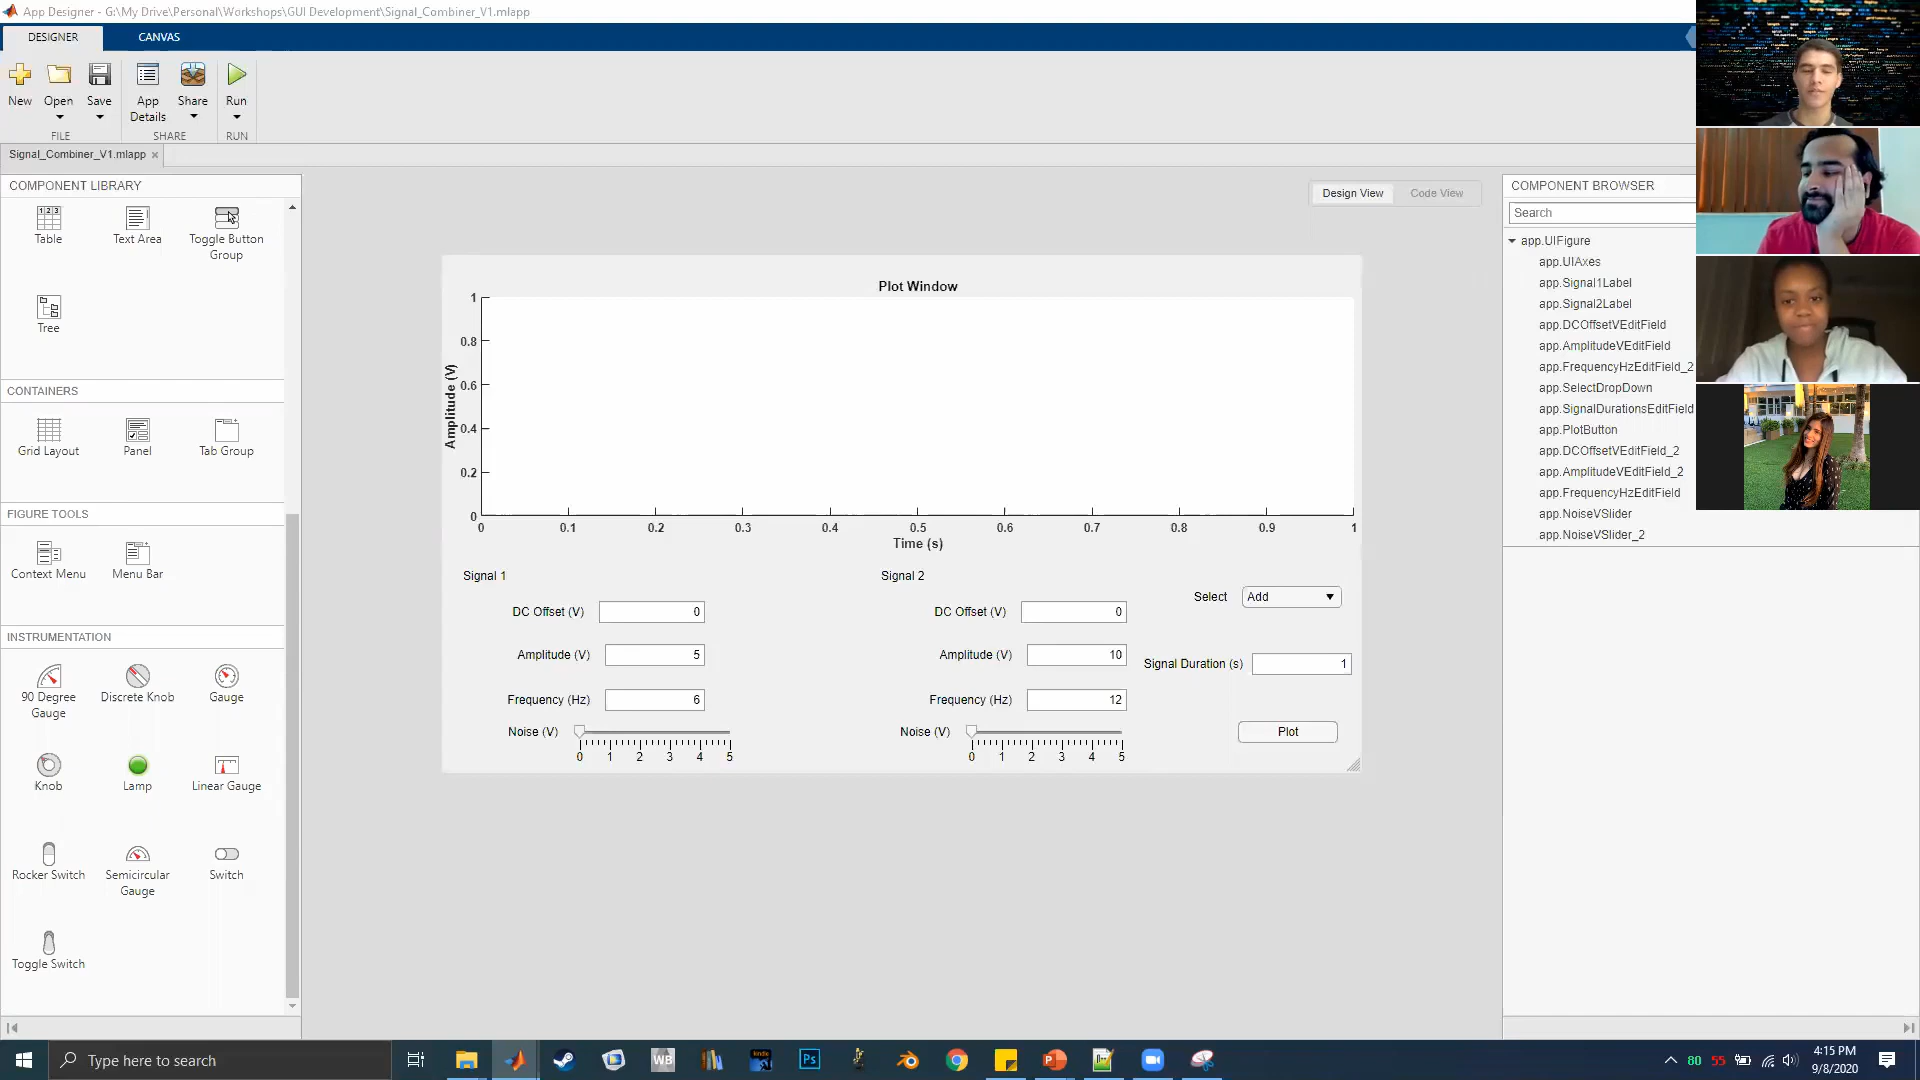 App Designer - G:\My Drive\Personal\Workshops\GUI Development\Signal_Combiner_V1.mlapp
DESIGNER
CANVAS
New
Open
Save
App Details
Share
Run
FILE
SHARE
RUN
Signal_Combiner_V1.mlapp
COMPONENT LIBRARY
Table
Text Area
Toggle Button
Group
Tree
CONTAINERS
Grid Layout
Panel
Tab Group
FIGURE TOOLS
Context Menu
Menu Bar
INSTRUMENTATION
90 Degree
Gauge
Discrete Knob
Gauge
Knob
Lamp
Linear Gauge
Rocker Switch
Semicircular
Gauge
Switch
Toggle Switch
Design View
Code View
Plot Window
1
0.8
0.6
0.4
0.2
0
Amplitude (V)
0 0.1 0.2 0.3 0.4 0.5 0.6 0.7 0.8 0.9 1
Time (s)
Signal 1
DC Offset (V) 0
Amplitude (V) 5
Frequency (Hz) 6
Noise (V)
0 1 2 3 4 5
Signal 2
DC Offset (V) 0
Amplitude (V) 10
Frequency (Hz) 12
Noise (V)
0 1 2 3 4 5
Select Add
Signal Duration (s) 1
Plot
COMPONENT BROWSER
Search
app.UIFigure
app.UIAxes
app.Signal1Label
app.Signal2Label
app.DCOffsetVEditField
app.AmplitudeVEditField
app.FrequencyHzEditField_2
app.SelectDropDown
app.SignalDurationsEditField
app.PlotButton
app.DCOffsetVEditField_2
app.AmplitudeVEditField_2
app.FrequencyHzEditField
app.NoiseVSlider
app.NoiseVSlider_2
Type here to search
WB
kindle
Ps
80
55
4:15 PM
9/8/2020